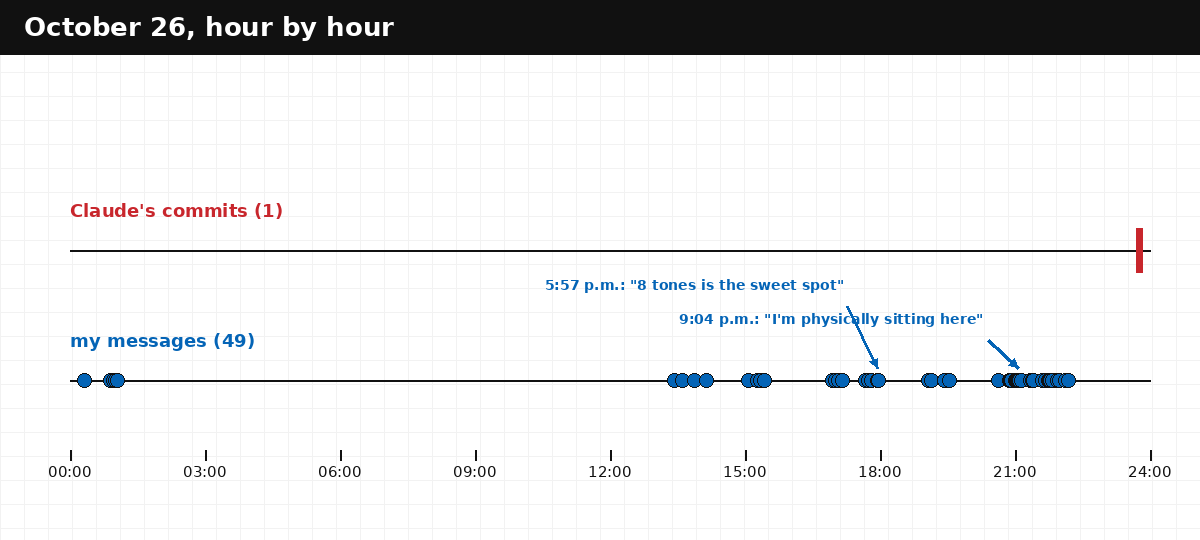 October 26, hour by hour
Claude's commits (1)
5:57 p.m.: "8 tones is the sweet spot"
9:04 p.m.: "I'm physically sitting here"
my messages (49)
00:00 03:00 06:00 09:00 12:00 15:00 18:00 21:00 24:00